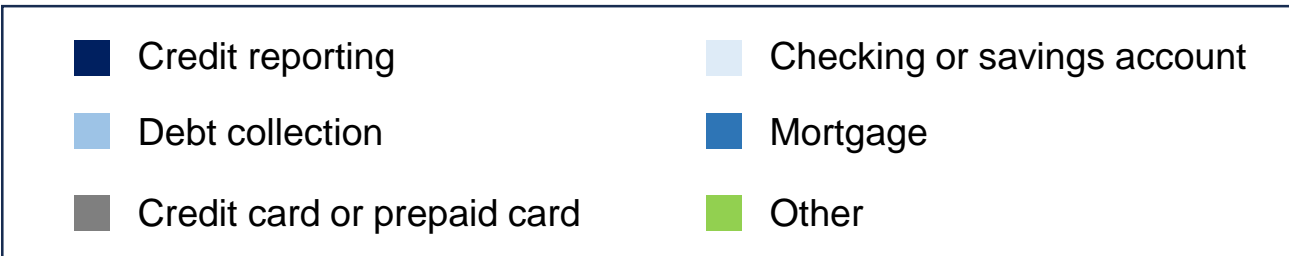 Credit reporting
Checking or savings account
Debt collection
Mortgage
Credit card or prepaid card
Other